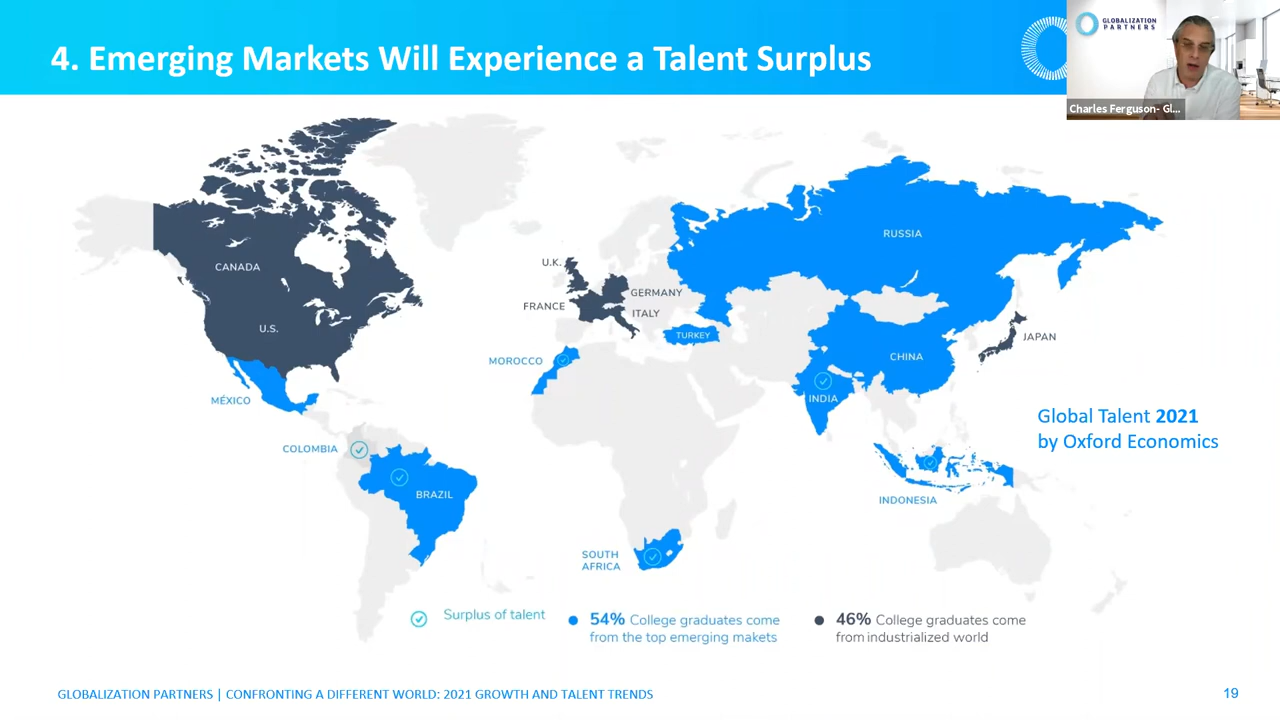 4. Emerging Markets Will Experience a Talent Surplus
GLOBALIZATION
PARTNERS
Charles Ferguson- Gl...
CANADA
U.S.
MÉXICO
COLOMBIA
BRAZIL
U.K.
FRANCE
GERMANY
ITALY
MOROCCO
TURKEY
RUSSIA
CHINA
INDIA
JAPAN
INDONESIA
SOUTH
AFRICA
Global Talent 2021
by Oxford Economics
Surplus of talent
54% College graduates come
from the top emerging makets
46% College graduates come
from industrialized world
GLOBALIZATION PARTNERS | CONFRONTING A DIFFERENT WORLD: 2021 GROWTH AND TALENT TRENDS
19